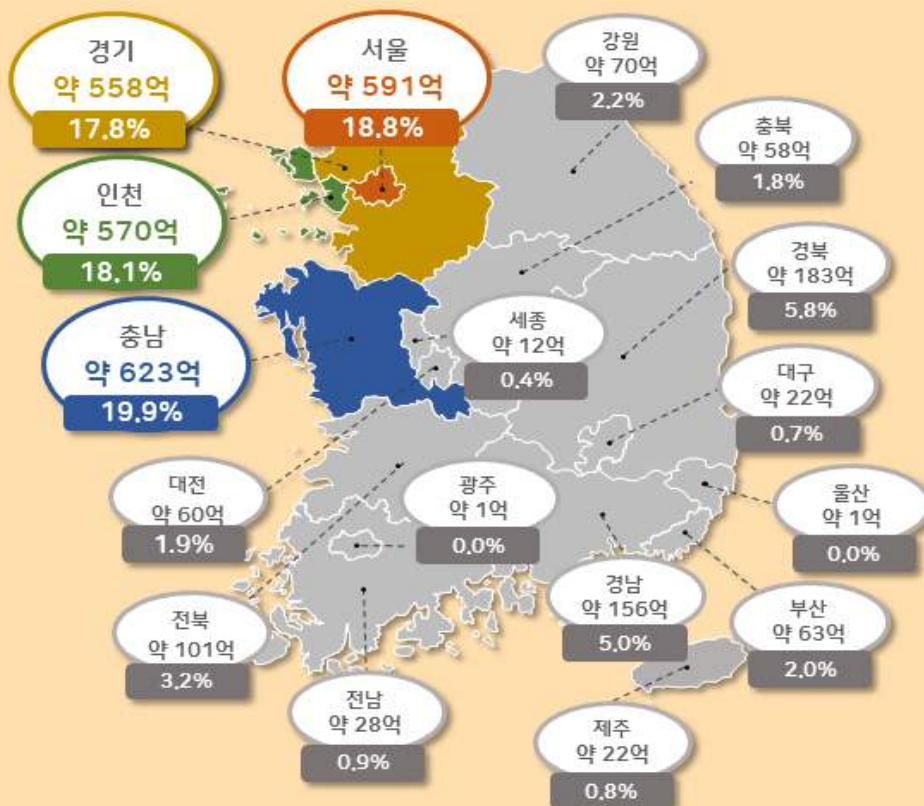 경기
약 558억
17.8%
서울
약 591억
18.8%
강원
약 70억
2.2%
충북
약 58억
1.8%
인천
약 570억
18.1%
경북
약 183억
5.8%
충남
약 623억
19.9%
세종
약 12억
0.4%
대구
약 22억
0.7%
대전
약 60억
1.9%
광주
약 1억
0.0%
울산
약 1억
0.0%
전북
약 101억
3.2%
경남
약 156억
5.0%
부산
약 63억
2.0%
전남
약 28억
0.9%
제주
약 22억
0.8%